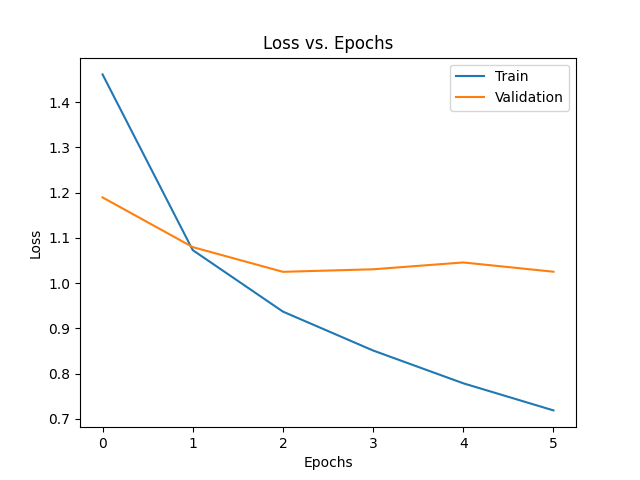 Loss vs. Epochs
Train
Validation
Loss
1.4
1.3
1.2
1.1
1.0
0.9
0.8
0.7
0 1 2 3 4 5
Epochs